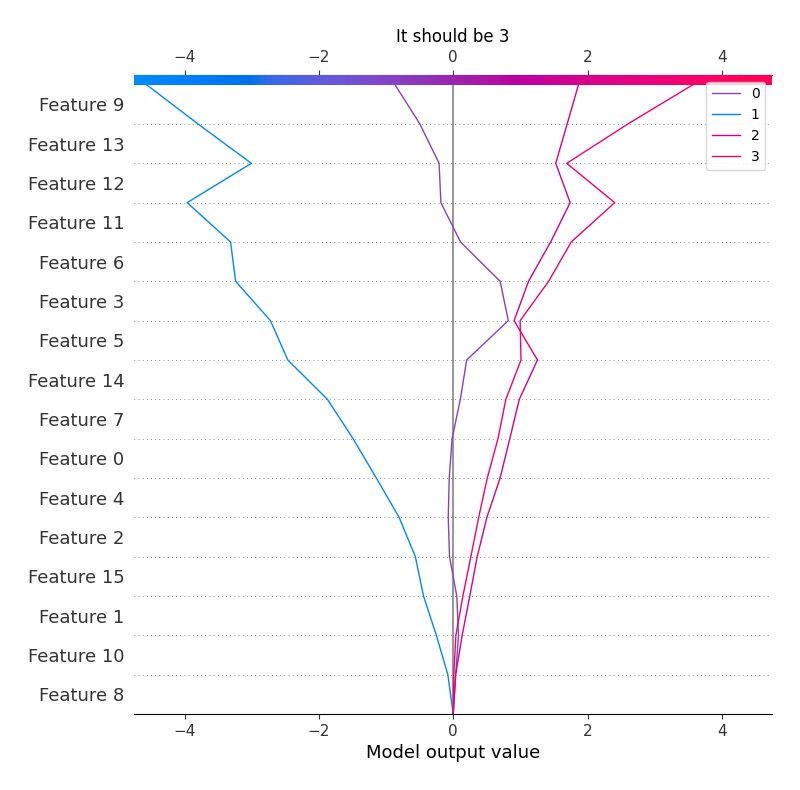 It should be 3
−4 −2 0 2 4
0
1
2
3
Feature 9
Feature 13
Feature 12
Feature 11
Feature 6
Feature 3
Feature 5
Feature 14
Feature 7
Feature 0
Feature 4
Feature 2
Feature 15
Feature 1
Feature 10
Feature 8
−4 −2 0 2 4
Model output value